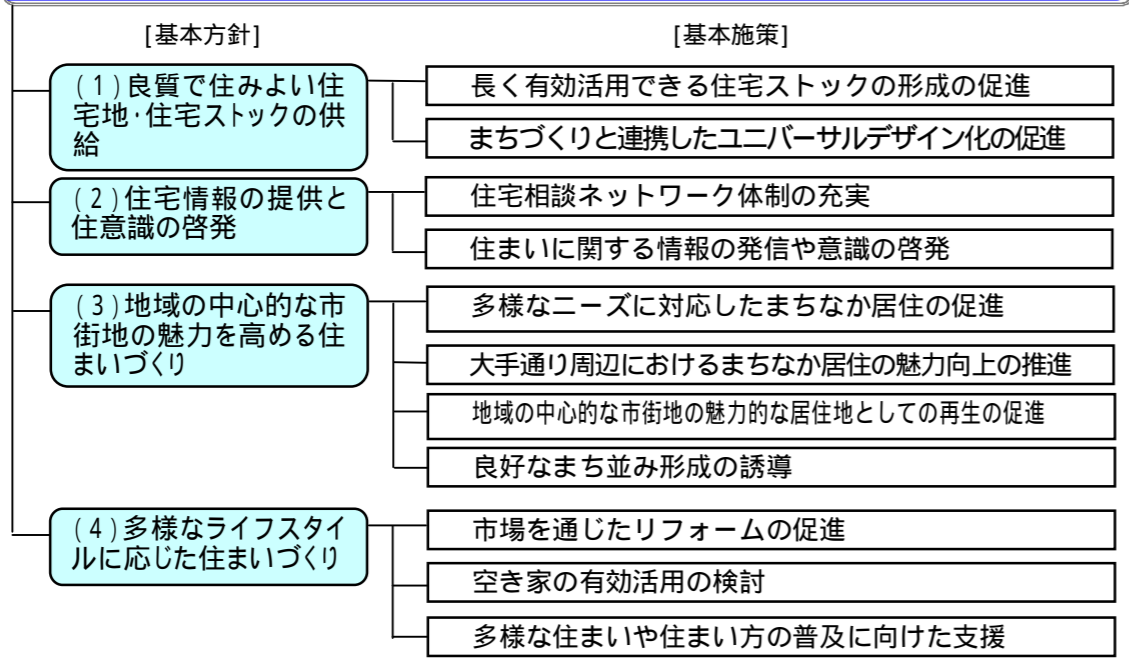 [基本方針]
[基本施策]
(1)良質で住みよい住
宅地・住宅ストックの供
給
長く有効活用できる住宅ストックの形成の促進
まちづくりと連携したユニバーサルデザイン化の促進
(2)住宅情報の提供と
住意識の啓発
住宅相談ネットワーク体制の充実
住まいに関する情報の発信や意識の啓発
(3)地域の中心的な市
街地の魅力を高める住
まいづくり
多様なニーズに対応したまちなか居住の促進
大手通り周辺におけるまちなか居住の魅力向上の推進
地域の中心的な市街地の魅力的な居住地としての再生の促進
良好なまち並み形成の誘導
(4)多様なライフスタイ
ルに応じた住まいづくり
市場を通じたリフォームの促進
空き家の有効活用の検討
多様な住まいや住まい方の普及に向けた支援